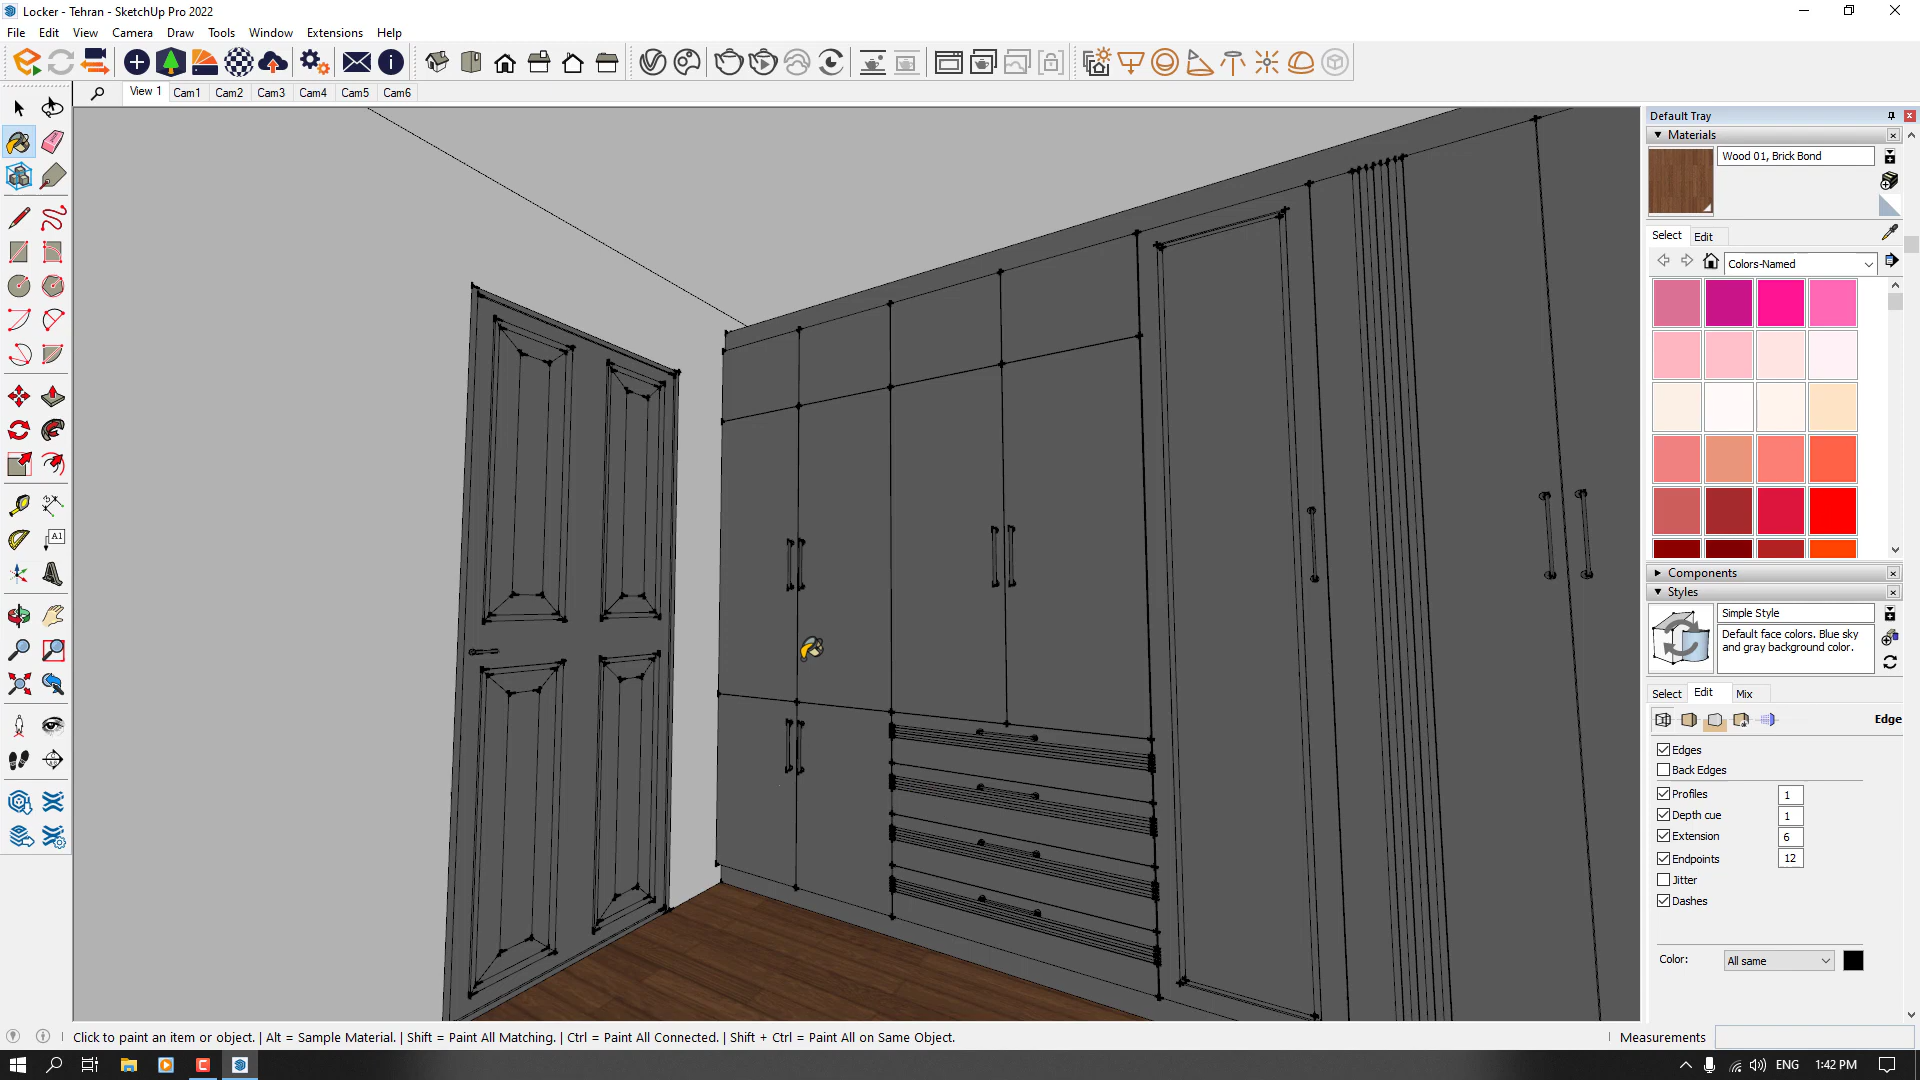 Locker - Tehran - SketchUp Pro 2022
File Edit View Camera Draw Tools Window Extensions Help
View 1 Cam1 Cam2 Cam3 Cam4 Cam5 Cam6
Default Tray
Materials
Wood 01, Brick Bond
Select Edit
Colors-Named
A1
Components
Styles
Simple Style
Default face colors. Blue sky
and gray background color.
Select Edit Mix
Edge
Edges
Back Edges
Profiles 1
Depth cue 1
Extension 6
Endpoints 12
Jitter
Dashes
Color: All same
Click to paint an item or object. | Alt = Sample Material. | Shift = Paint All Matching. | Ctrl = Paint All Connected. | Shift + Ctrl = Paint All on Same Object.
Measurements
ENG 1:42 PM